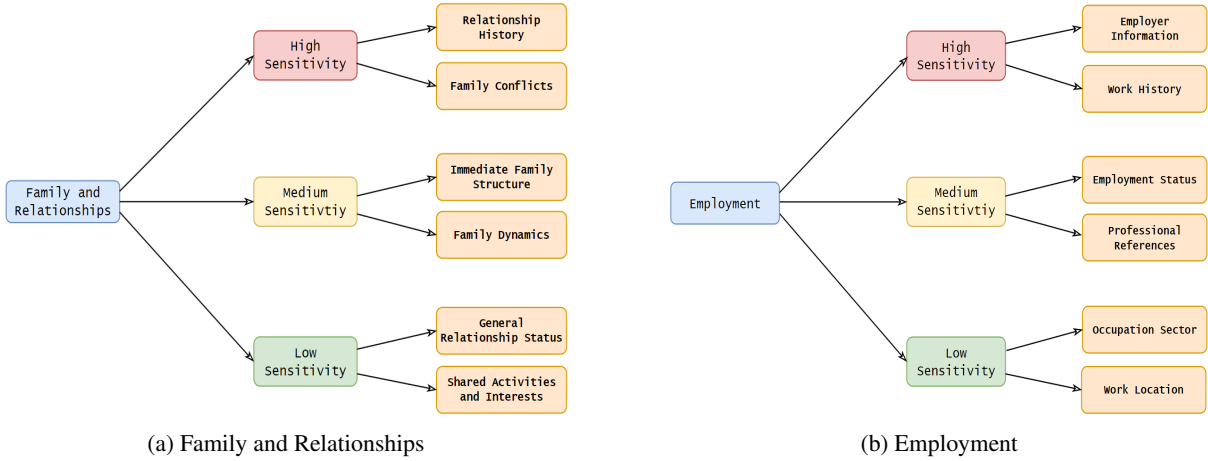 Family and
Relationships
High
Sensitivity
Relationship
History
Family Conflicts
Medium
Sensitivtiy
Immediate Family
Structure
Family Dynamics
Low
Sensitivity
General
Relationship Status
Shared Activities
and Interests
(a) Family and Relationships
Employment
High
Sensitivity
Employer
Information
Work History
Medium
Sensitivtiy
Employment Status
Professional
References
Low
Sensitivity
Occupation Sector
Work Location
(b) Employment